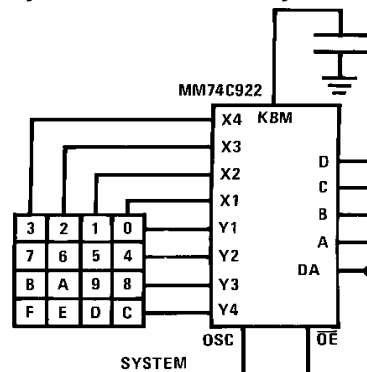 MM74C922
X4 KBM
X3
X2 D
C
X1 B
3 2 1 0 Y1 A
7 6 5 4 Y2 DA
B A 9 8 Y3
F E D C Y4
OSC OE
SYSTEM